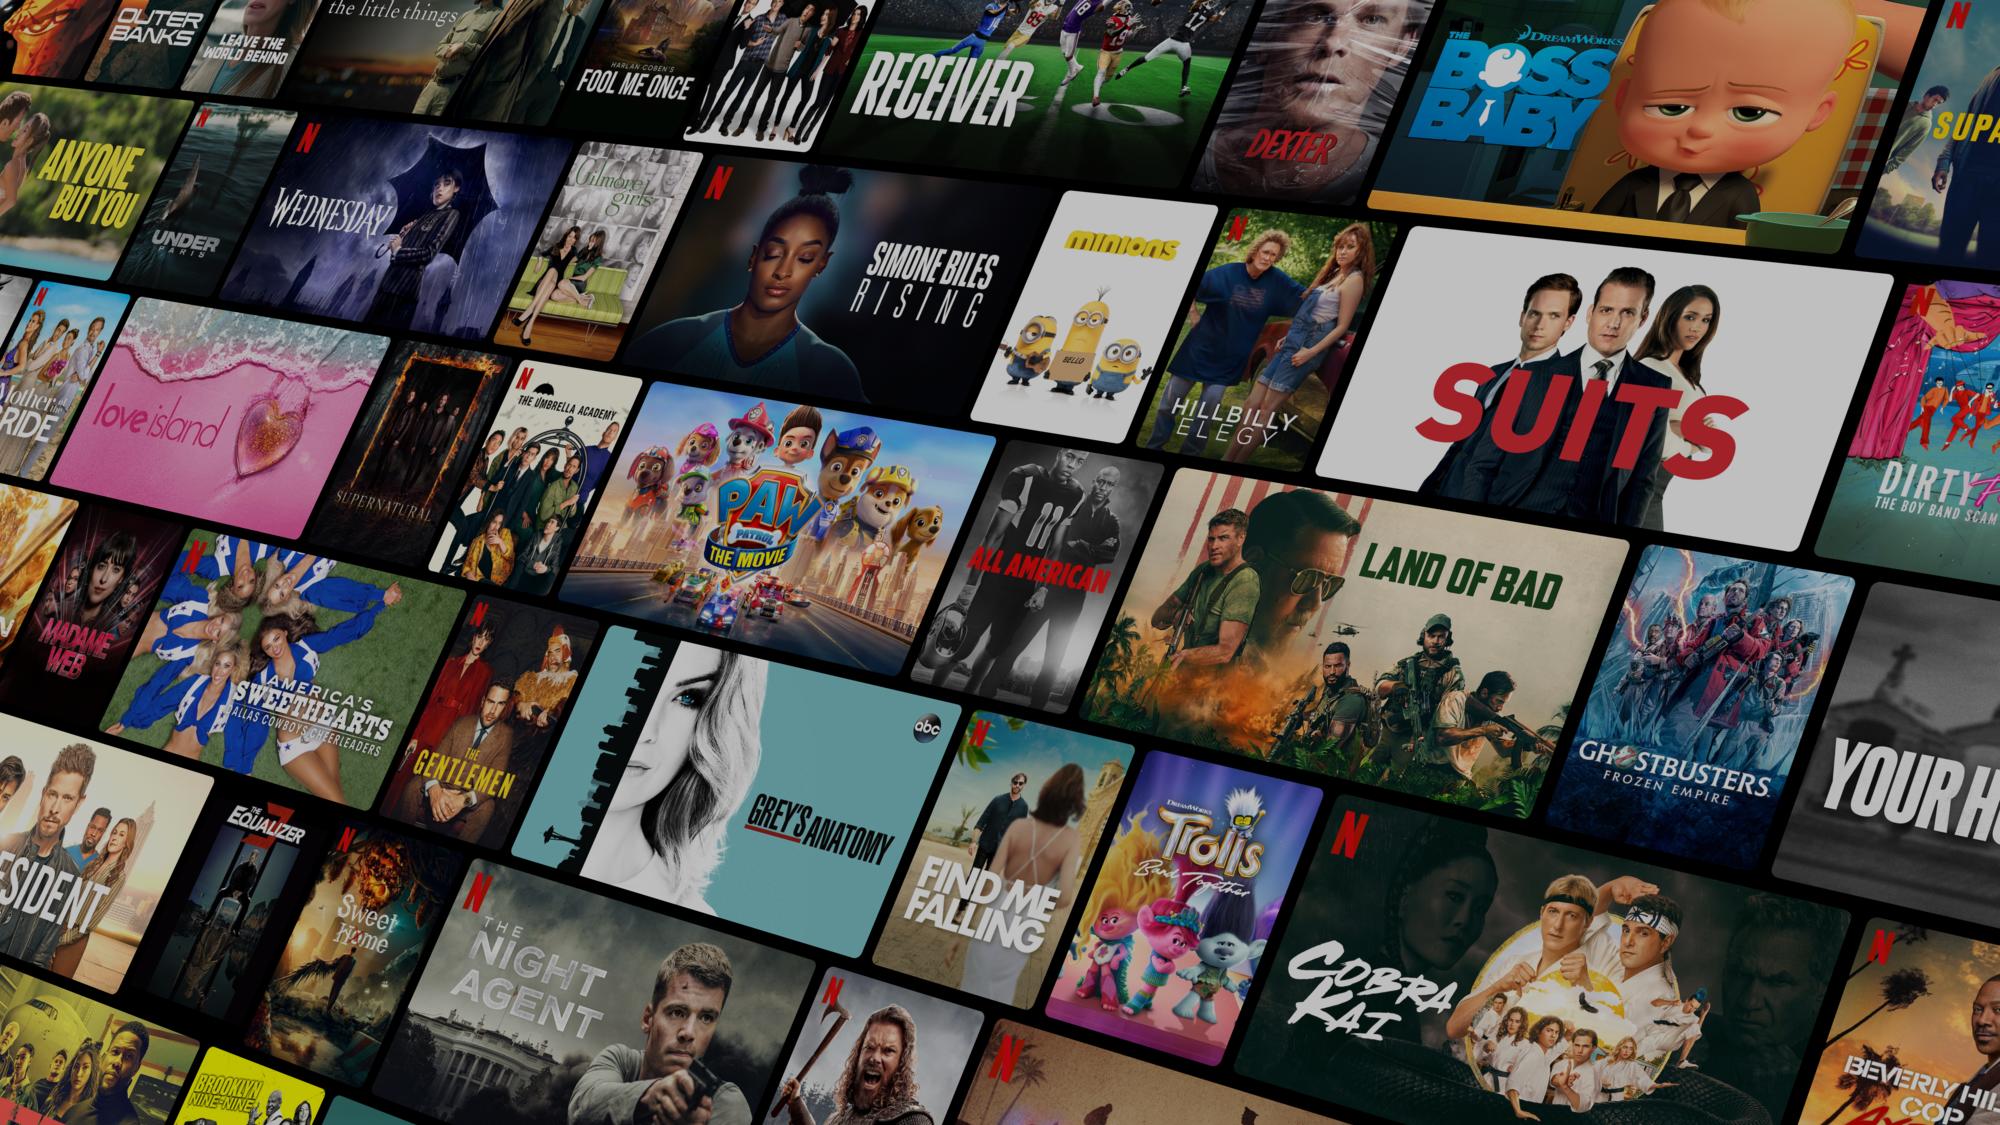 OUTER
BANKS
LEAVE THE
WORLD BEHIND
the little things
HARLAN COBEN'S
FOOL ME ONCE
RECEIVER
85
18
17
DEXTER
THE
DREAMWORKS
BOSS
BABY
N
SUPA
ANYONE
BUT YOU
N
UNDER
PARIS
N
WEDNESDAY
Gilmore
girls
N
SIMONE BILES
RISING
minions
BELLO
N
HILLBILLY
ELEGY
SUITS
N
DIRTY
THE BOY BAND SCAM
N
Mother of the
BRIDE
love island
SUPERNATURAL
N
THE UMBRELLA ACADEMY
PAW
PATROL
THE MOVIE
11
ALL AMERICAN
LAND OF BAD
GHOSTBUSTERS
FROZEN EMPIRE
YOUR H
MADAME
WEB
N
AMERICA'S
SWEETHEARTS
DALLAS COWBOYS CHEERLEADERS
N
THE
GENTLEMEN
abc
GREY'S ANATOMY
N
FIND ME
FALLING
DREAMWORKS
Trolls
Band Together
N
COBRA
KAI
ESIDENT
THE
EQUALIZER
3
N
Sweet
Home
N
THE
NIGHT
AGENT
N
N
N
BEVERLY HIL
COP
BROOKLYN
NINE-NINE